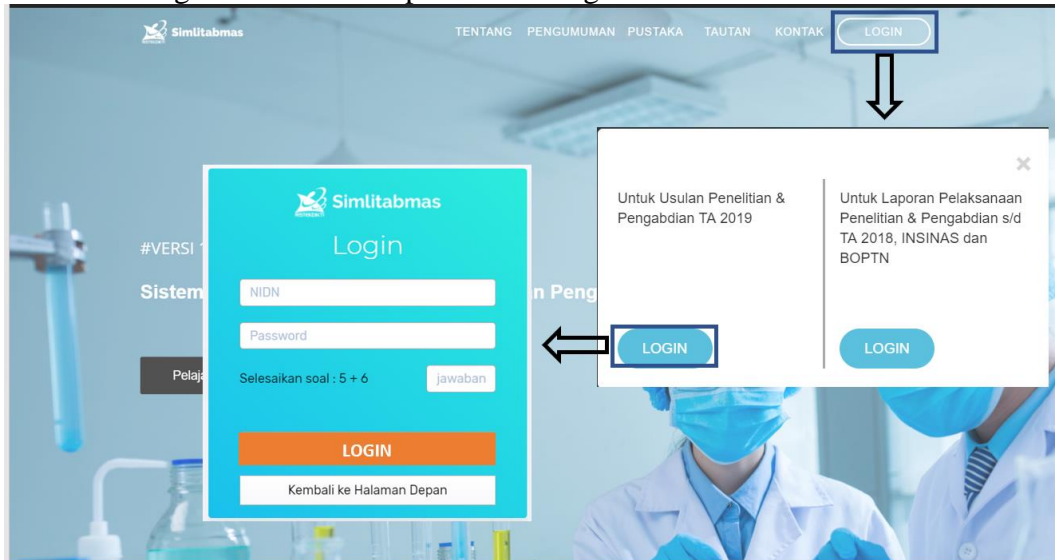 Simlitabmas
TENTANG PENGUMUMAN PUSTAKA TAUTAN KONTAK LOGIN
Untuk Usulan Penelitian &
Pengabdian TA 2019
LOGIN
×
Untuk Laporan Pelaksanaan
Penelitian & Pengabdian s/d
TA 2018, INSINAS dan
BOPTN
LOGIN
#VERSI
Sistem
n Peng
Pelaja
Simlitabmas
Login
NIDN
Password
Selesaikan soal : 5 + 6 jawaban
LOGIN
Kembali ke Halaman Depan